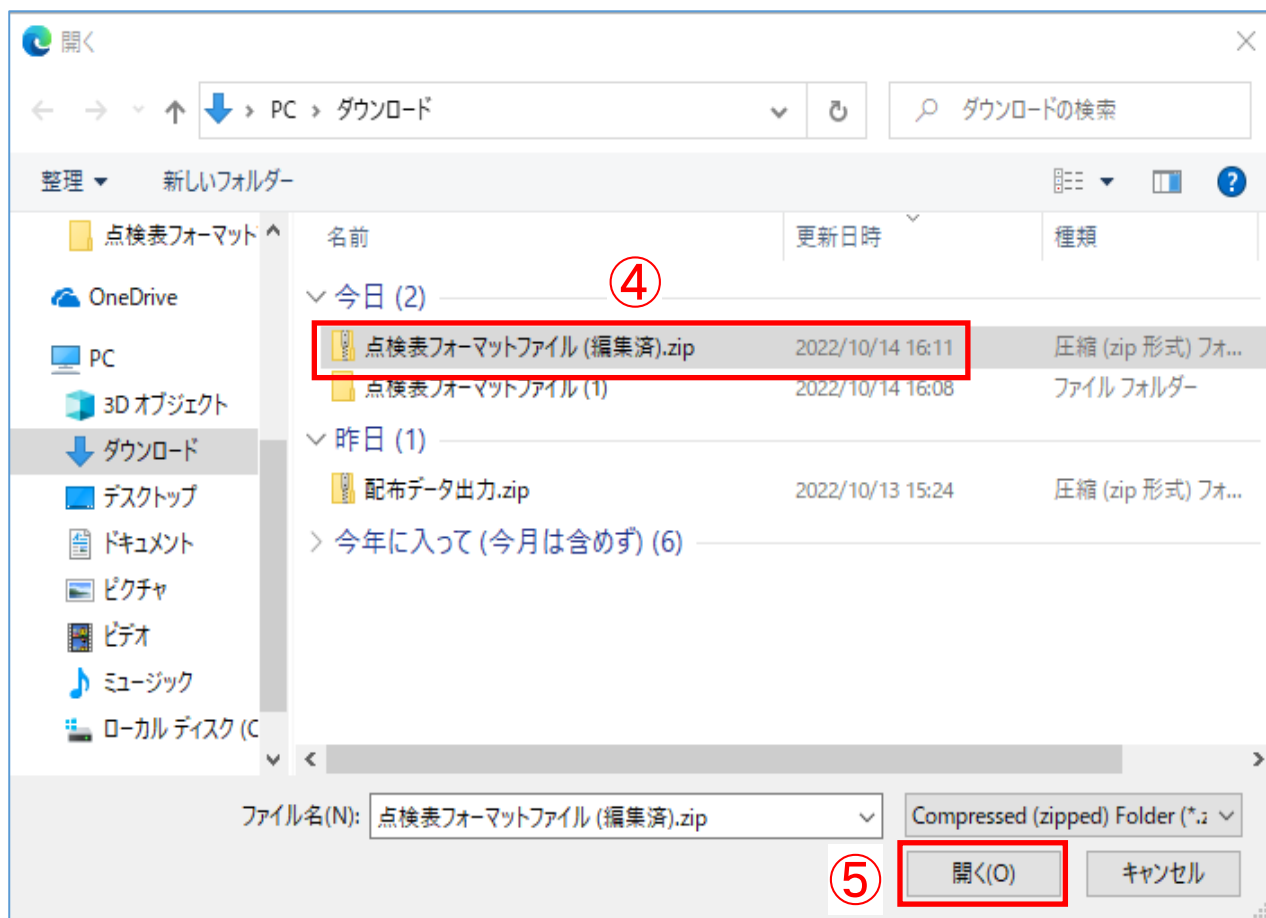 開く
PC › ダウンロード
ダウンロードの検索
整理 新しいフォルダー
点検表フォーマット
OneDrive
PC
3D オブジェクト
ダウンロード
デスクトップ
ドキュメント
ピクチャ
ビデオ
ミュージック
ローカル ディスク (C
名前 更新日時 種類
④
今日 (2)
点検表フォーマットファイル (編集済).zip 2022/10/14 16:11 圧縮 (zip 形式) フォ...
点検表フォーマットファイル (1) 2022/10/14 16:08 ファイル フォルダー
昨日 (1)
配布データ出力.zip 2022/10/13 15:24 圧縮 (zip 形式) フォ...
今年に入って (今月は含めず) (6)
ファイル名(N): 点検表フォーマットファイル (編集済).zip Compressed (zipped) Folder (*.z
⑤ 開く(O) キャンセル